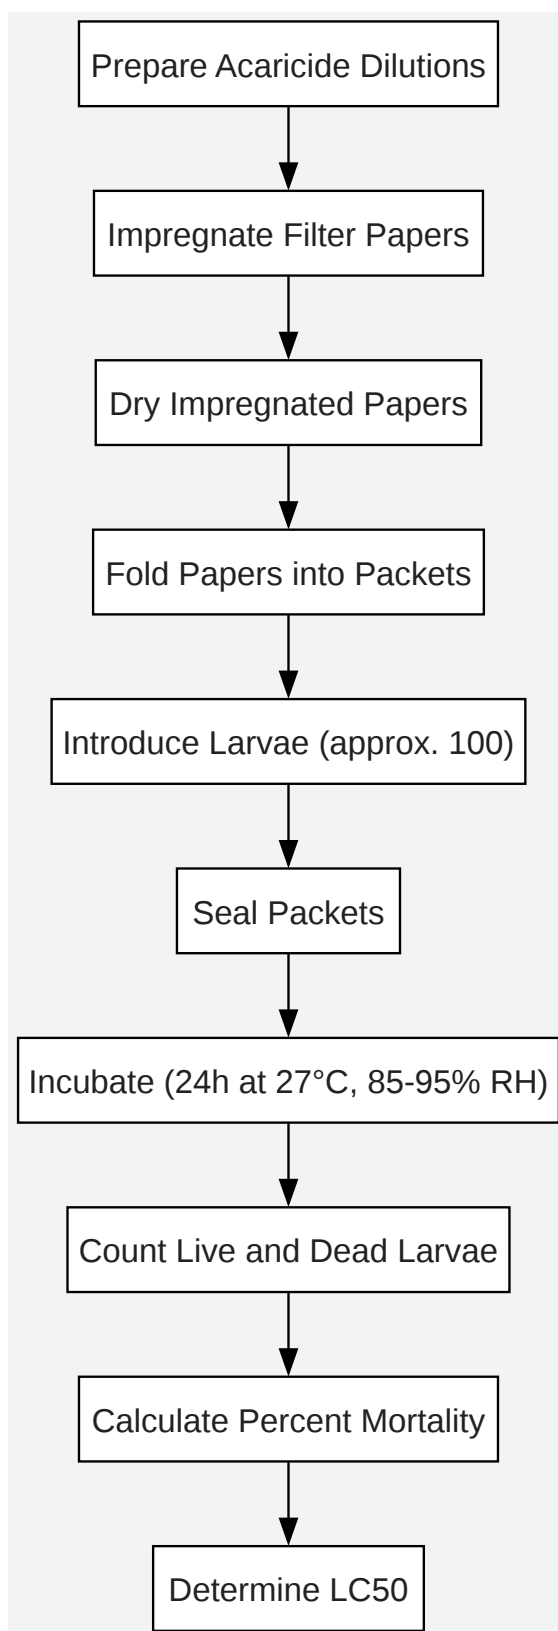 Prepare Acaricide Dilutions
Impregnate Filter Papers
Dry Impregnated Papers
Fold Papers into Packets
Introduce Larvae (approx. 100)
Seal Packets
Incubate (24h at 27°C, 85-95% RH)
Count Live and Dead Larvae
Calculate Percent Mortality
Determine LC50